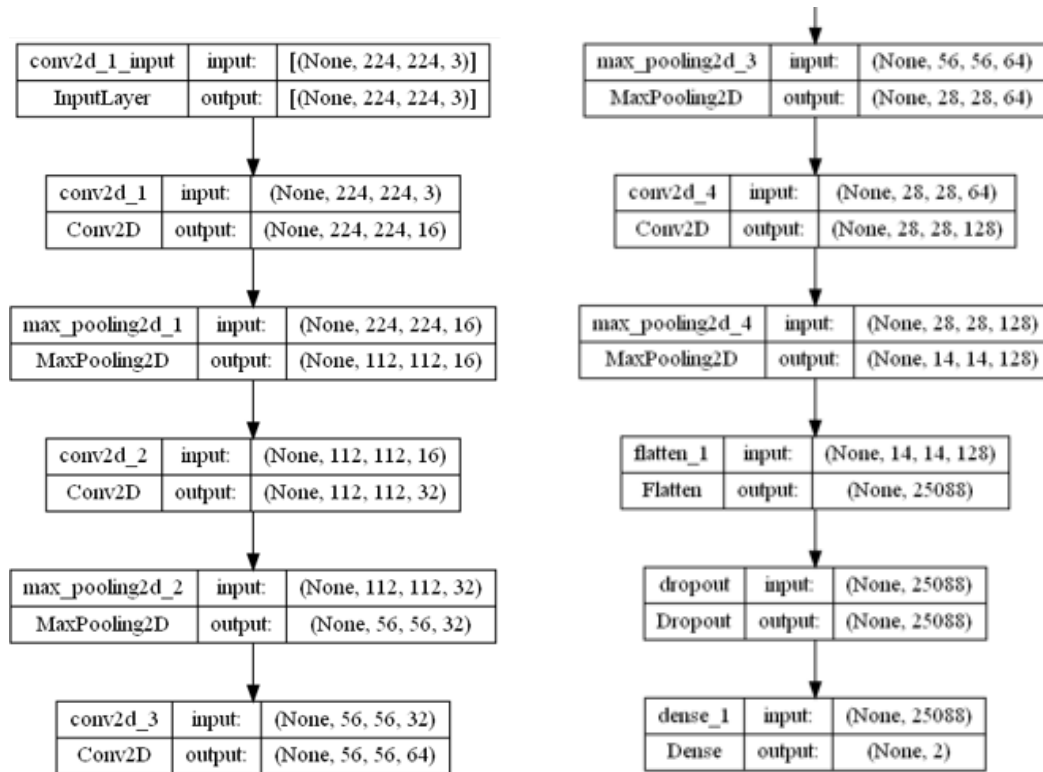 conv2d_1_input input: [(None, 224, 224, 3)]
InputLayer output: [(None, 224, 224, 3)]
conv2d_1 input: (None, 224, 224, 3)
Conv2D output: (None, 224, 224, 16)
max_pooling2d_1 input: (None, 224, 224, 16)
MaxPooling2D output: (None, 112, 112, 16)
conv2d_2 input: (None, 112, 112, 16)
Conv2D output: (None, 112, 112, 32)
max_pooling2d_2 input: (None, 112, 112, 32)
MaxPooling2D output: (None, 56, 56, 32)
conv2d_3 input: (None, 56, 56, 32)
Conv2D output: (None, 56, 56, 64)
max_pooling2d_3 input: (None, 56, 56, 64)
MaxPooling2D output: (None, 28, 28, 64)
conv2d_4 input: (None, 28, 28, 64)
Conv2D output: (None, 28, 28, 128)
max_pooling2d_4 input: (None, 28, 28, 128)
MaxPooling2D output: (None, 14, 14, 128)
flatten_1 input: (None, 14, 14, 128)
Flatten output: (None, 25088)
dropout input: (None, 25088)
Dropout output: (None, 25088)
dense_1 input: (None, 25088)
Dense output: (None, 2)